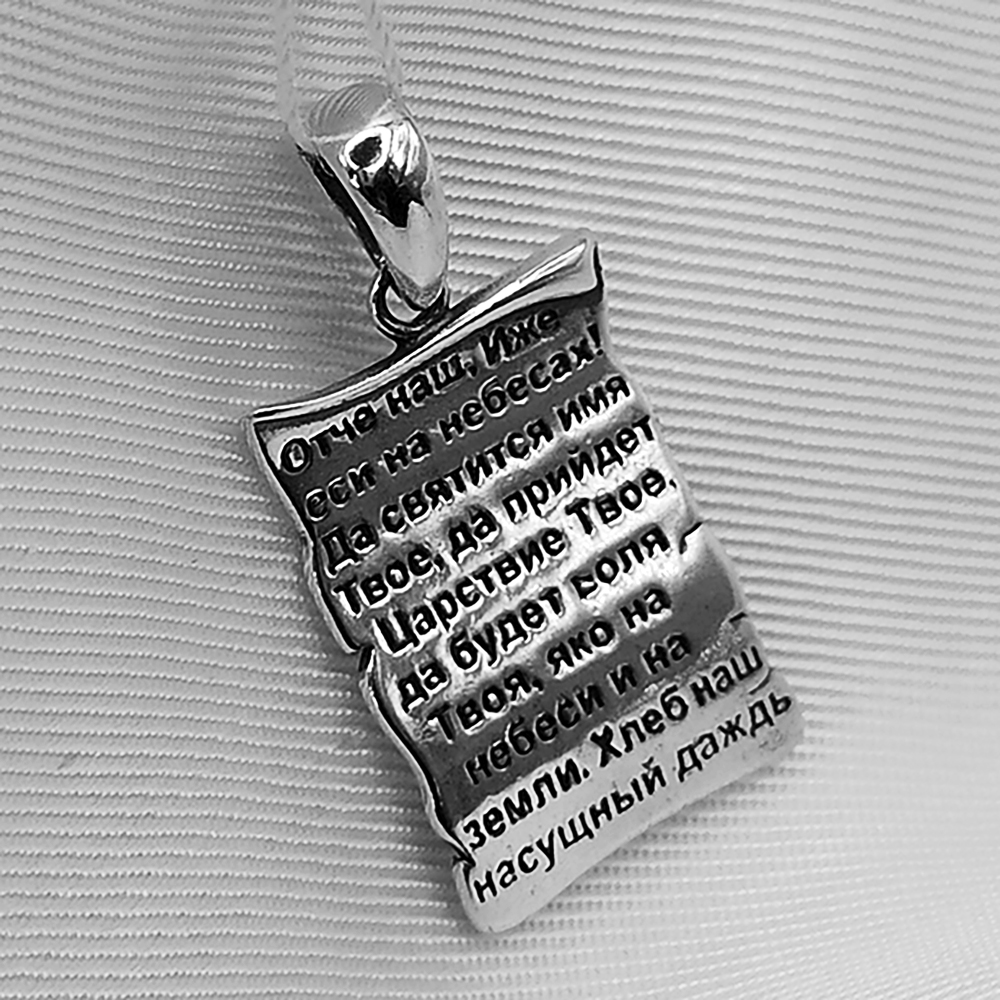 Отче наш, Иже
еси на небесах!
Да святится имя
Твое, да прийдет
Царствие Твое,
да будет воля
Твоя, яко на
небеси и на
земли. Хлеб наш
насущный даждь